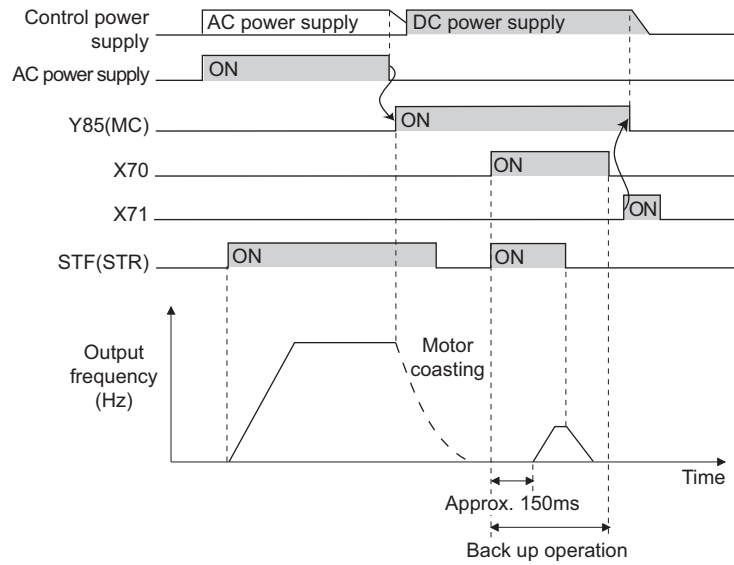 Control power
supply
AC power supply
DC power supply
AC power supply
ON
Y85(MC)
ON
X70
ON
X71
ON
STF(STR)
ON
ON
Output
frequency
(Hz)
Motor
coasting
Time
Approx. 150ms
Back up operation